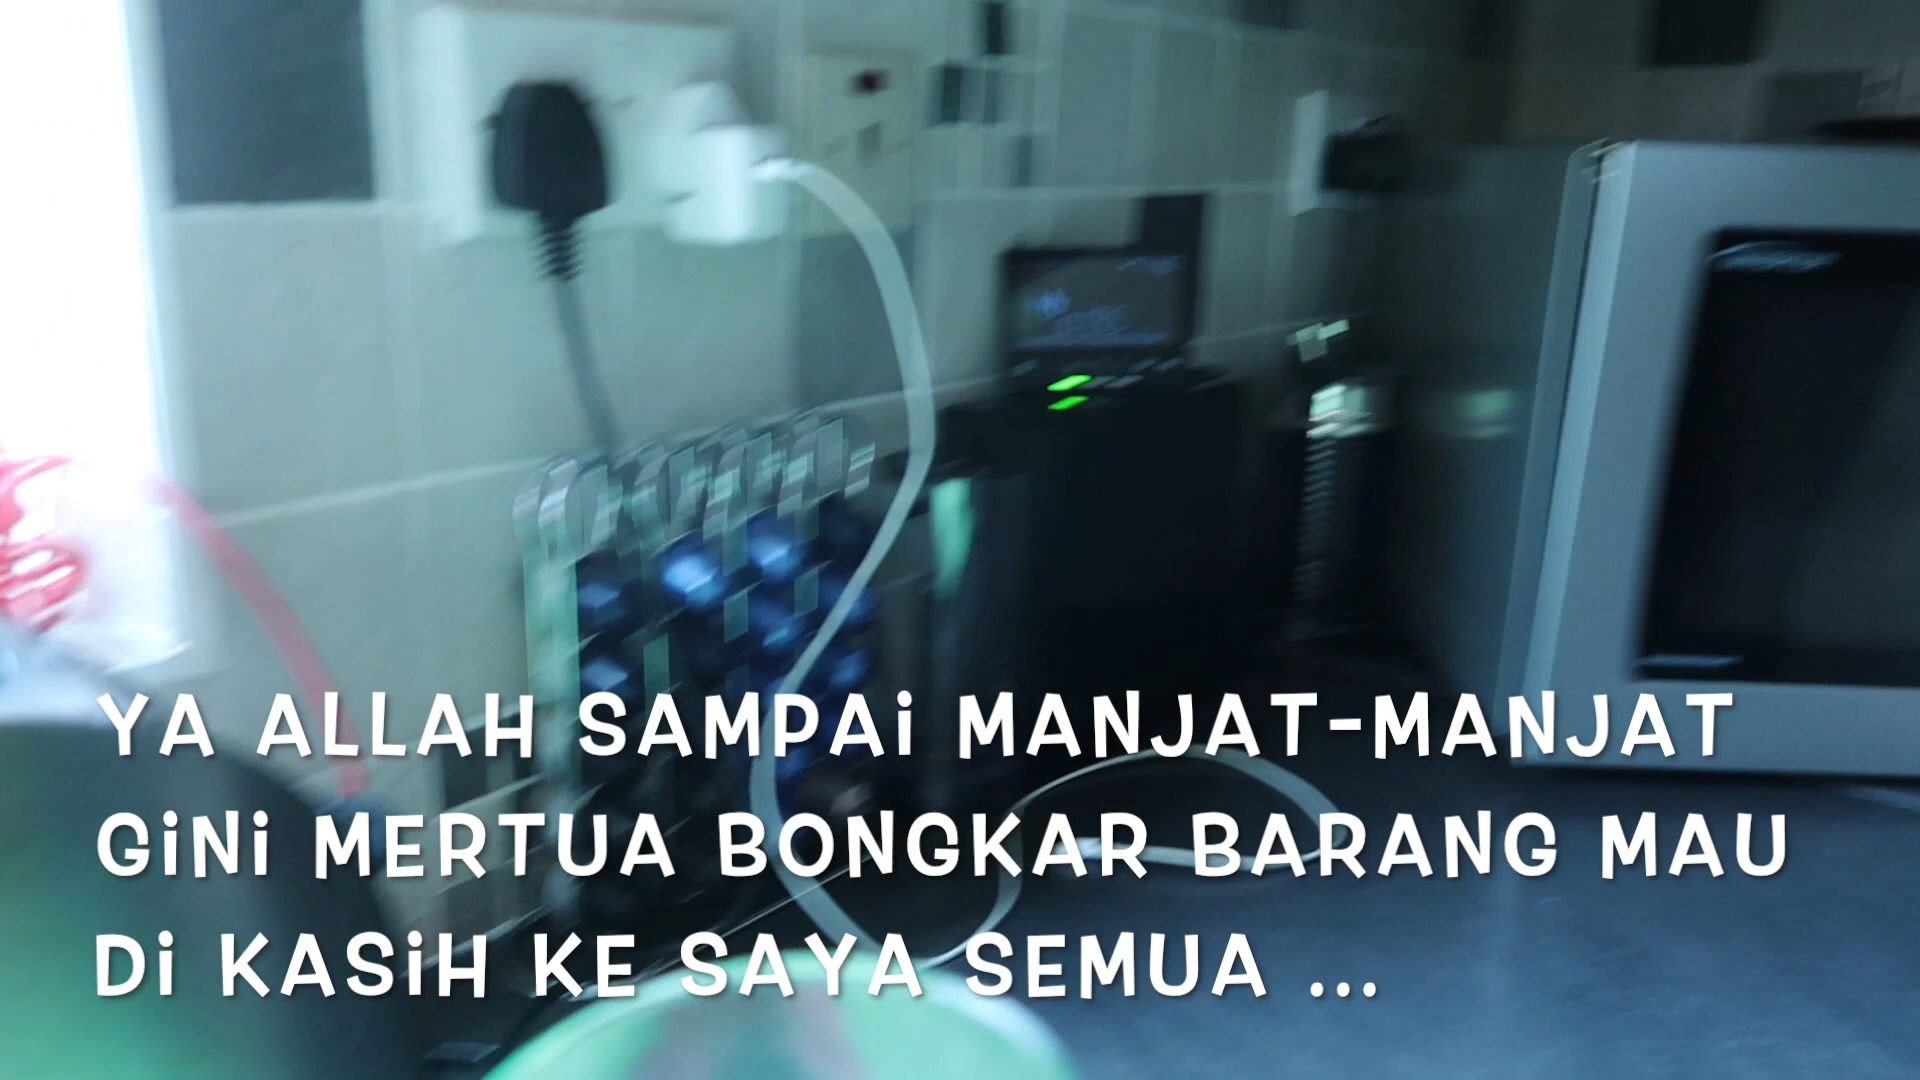 YA ALLAH SAMPAI MANJAT-MANJAT
GINI MERTUA BONGKAR BARANG MAU
DI KASIH KE SAYA SEMUA ...